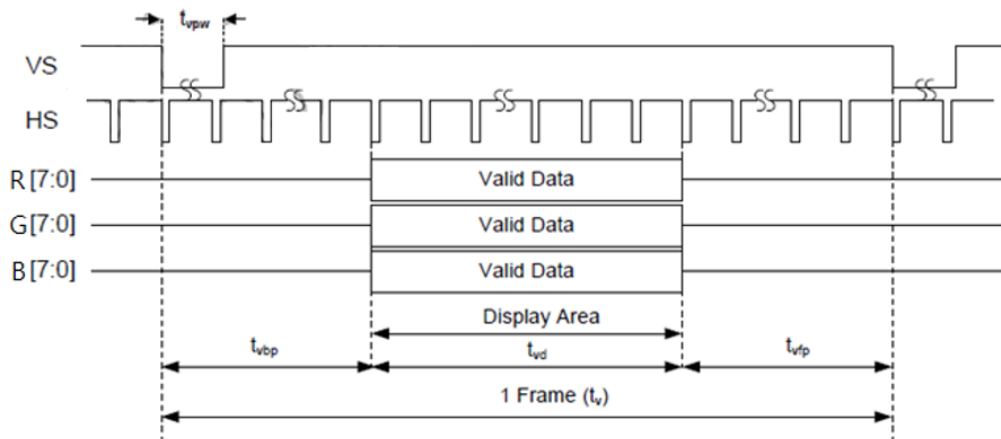 tvpw
VS
HS
R[7:0] Valid Data
G[7:0] Valid Data
B[7:0] Valid Data
Display Area
tvbp tvd tvfp
1 Frame (tv)